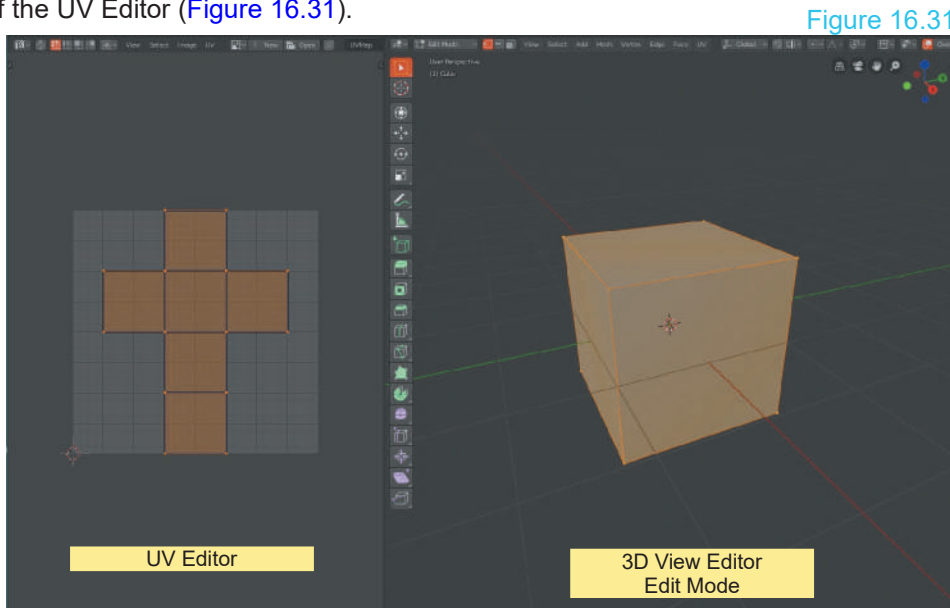 f the UV Editor (Figure 16.31).
Figure 16.31
View Select Image UV New Open UVMap
Edit Mode View Select Add Mesh Vertex Edge Face UV Global
User Perspective
(1) Cube
UV Editor
3D View Editor
Edit Mode